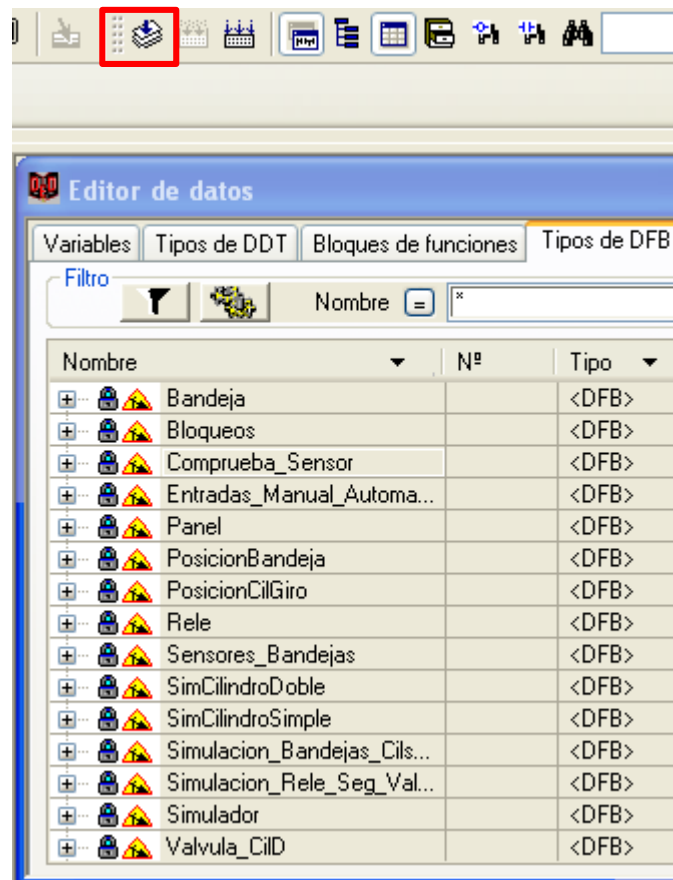 Editor de datos
Variables Tipos de DDT Bloques de funciones Tipos de DFB
Filtro
Nombre = *
Nombre Nº Tipo
Bandeja <DFB>
Bloqueos <DFB>
Comprueba_Sensor <DFB>
Entradas_Manual_Automa... <DFB>
Panel <DFB>
PosicionBandeja <DFB>
PosicionCilGiro <DFB>
Rele <DFB>
Sensores_Bandejas <DFB>
SimCilindroDoble <DFB>
SimCilindroSimple <DFB>
Simulacion_Bandejas_Cils... <DFB>
Simulacion_Rele_Seg_Val... <DFB>
Simulador <DFB>
Valvula_CilD <DFB>